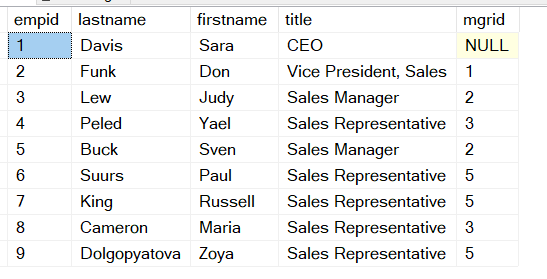 empid lastname firstname title mgrid
1 Davis Sara CEO NULL
2 Funk Don Vice President, Sales 1
3 Lew Judy Sales Manager 2
4 Peled Yael Sales Representative 3
5 Buck Sven Sales Manager 2
6 Suurs Paul Sales Representative 5
7 King Russell Sales Representative 5
8 Cameron Maria Sales Representative 3
9 Dolgopyatova Zoya Sales Representative 5